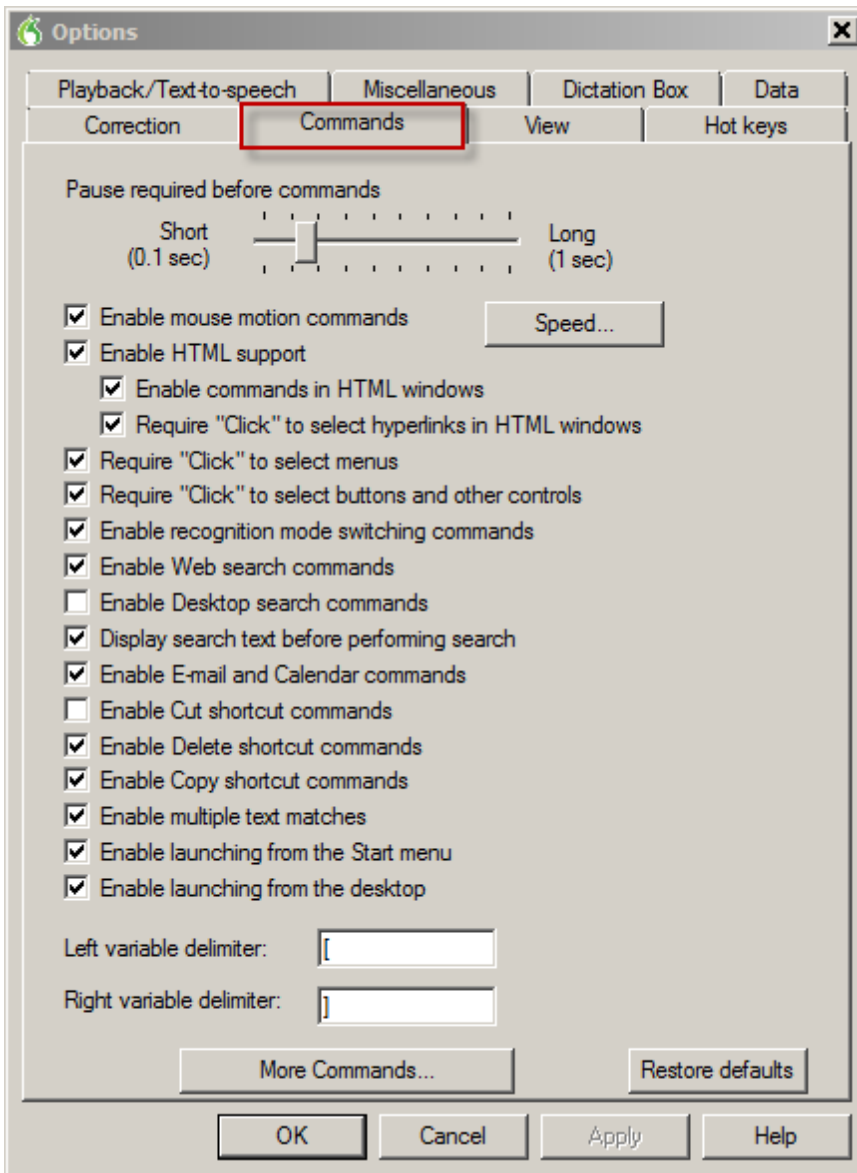 Options
Playback/Text-to-speech Miscellaneous Dictation Box Data
Correction Commands View Hot keys
Pause required before commands
Short
(0.1 sec)
Long
(1 sec)
Enable mouse motion commands
Speed...
Enable HTML support
Enable commands in HTML windows
Require "Click" to select hyperlinks in HTML windows
Require "Click" to select menus
Require "Click" to select buttons and other controls
Enable recognition mode switching commands
Enable Web search commands
Enable Desktop search commands
Display search text before performing search
Enable E-mail and Calendar commands
Enable Cut shortcut commands
Enable Delete shortcut commands
Enable Copy shortcut commands
Enable multiple text matches
Enable launching from the Start menu
Enable launching from the desktop
Left variable delimiter: [
Right variable delimiter: ]
More Commands... Restore defaults
OK Cancel Apply Help